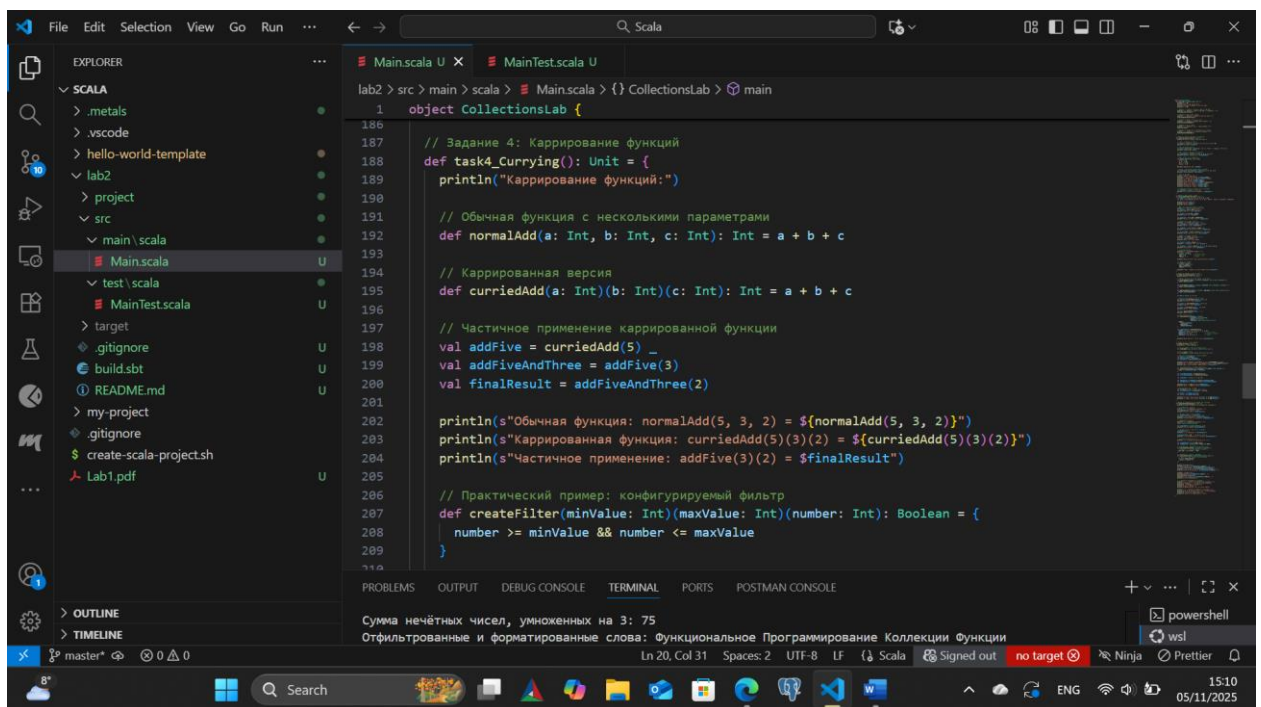 File Edit Selection View Go Run ··· ← → Scala
EXPLORER ···
SCALA
.metals
.vscode
hello-world-template
lab2
project
src
main\scala
Main.scala U
test\scala
MainTest.scala U
target
.gitignore U
build.sbt U
README.md U
my-project
.gitignore
$ create-scala-project.sh
Lab1.pdf U
OUTLINE
TIMELINE
10
1
Main.scala U × MainTest.scala U
lab2 > src > main > scala > Main.scala > {} CollectionsLab > main
1 object CollectionsLab {
186
187 // Задание 4: Каррирование функций
188 def task4_Currying(): Unit = {
189 println("Каррирование функций:")
190
191 // Обычная функция с несколькими параметрами
192 def normalAdd(a: Int, b: Int, c: Int): Int = a + b + c
193
194 // Каррированная версия
195 def curriedAdd(a: Int)(b: Int)(c: Int): Int = a + b + c
196
197 // Частичное применение каррированной функции
198 val addFive = curriedAdd(5) _
199 val addFiveAndThree = addFive(3)
200 val finalResult = addFiveAndThree(2)
201
202 println(s"Обычная функция: normalAdd(5, 3, 2) = ${normalAdd(5, 3, 2)}")
203 println(s"Каррированная функция: curriedAdd(5)(3)(2) = ${curriedAdd(5)(3)(2)}")
204 println(s"Частичное применение: addFive(3)(2) = $finalResult")
205
206 // Практический пример: конфигурируемый фильтр
207 def createFilter(minValue: Int)(maxValue: Int)(number: Int): Boolean = {
208 number >= minValue && number <= maxValue
209 }
210
PROBLEMS OUTPUT DEBUG CONSOLE TERMINAL PORTS POSTMAN CONSOLE
Сумма нечётных чисел, умноженных на 3: 75
Отфильтрованные и форматированные слова: Функциональное Программирование Коллекции Функции
powershell
wsl
master* 0 0 Ln 20, Col 31 Spaces: 2 UTF-8 LF Scala Signed out no target Ninja Prettier
8° Search ENG 15:10
05/11/2025